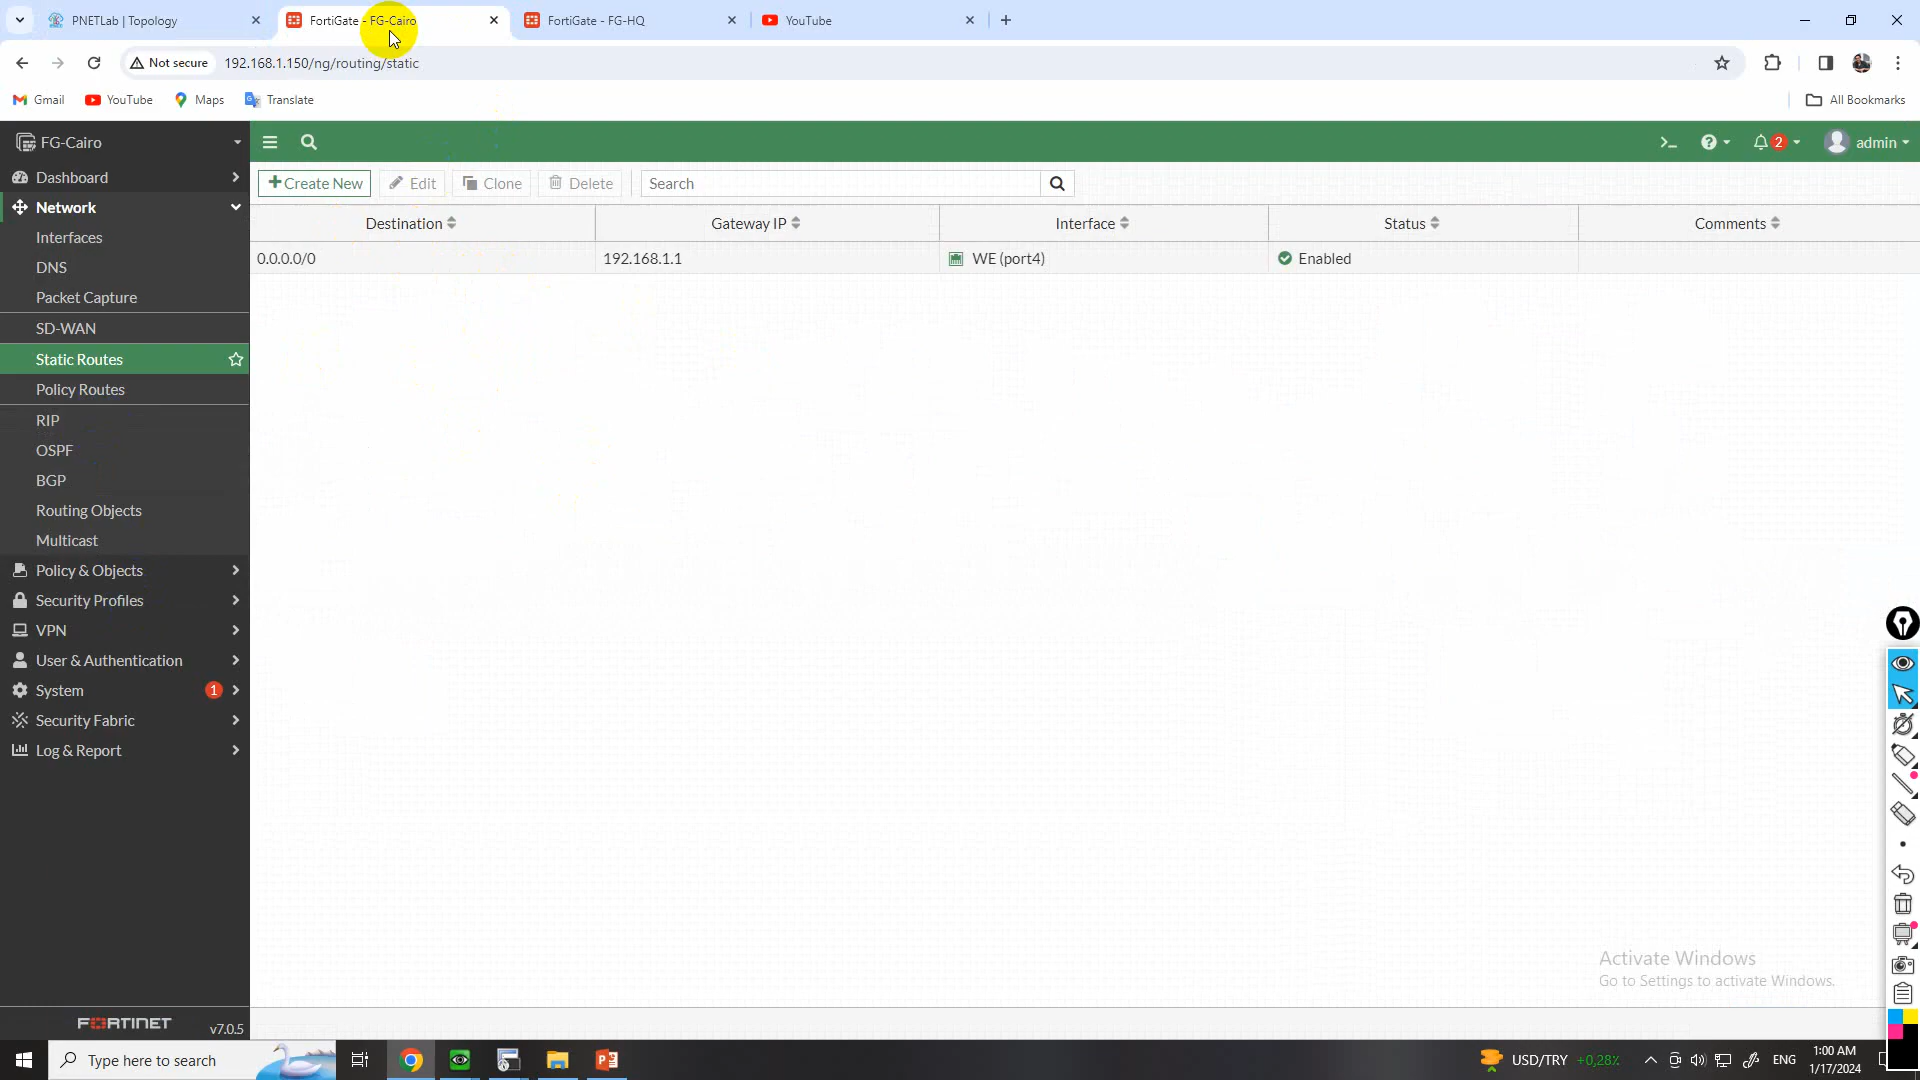 PNETLab | Topology
FortiGate - FG-Cairo
FortiGate - FG-HQ
YouTube
Not secure
192.168.1.150/ng/routing/static
Gmail
YouTube
Maps
Translate
All Bookmarks
FG-Cairo
2
admin
Dashboard
Network
Interfaces
DNS
Packet Capture
SD-WAN
Static Routes
Policy Routes
RIP
OSPF
BGP
Routing Objects
Multicast
Policy & Objects
Security Profiles
VPN
User & Authentication
System
1
Security Fabric
Log & Report
FORTINET
v7.0.5
Create New
Edit
Clone
Delete
Search
Destination
Gateway IP
Interface
Status
Comments
0.0.0.0/0
192.168.1.1
WE (port4)
Enabled
Activate Windows
Go to Settings to activate Windows.
Type here to search
USD/TRY
+0,28%
ENG
1:00 AM
1/17/2024